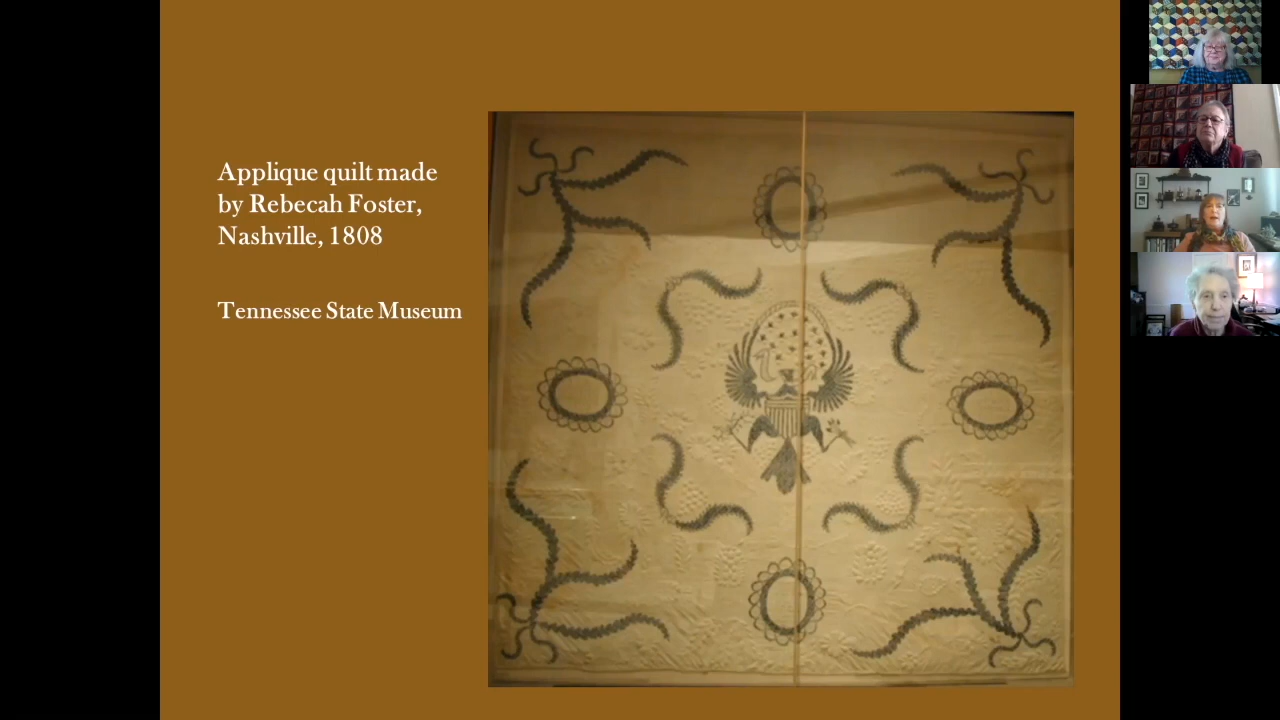 Applique quilt made
by Rebecah Foster,
Nashville, 1808
Tennessee State Museum